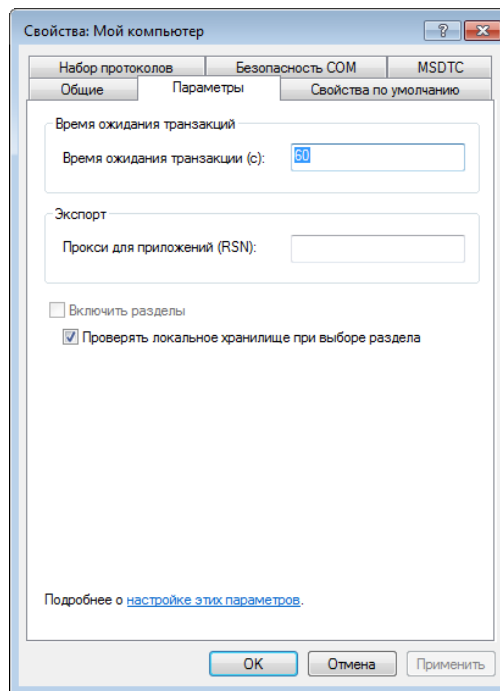 Свойства: Мой компьютер
Набор протоколов Безопасность COM MSDTC
Общие Параметры Свойства по умолчанию
Время ожидания транзакций
Время ожидания транзакции (с): 60
Экспорт
Прокси для приложений (RSN):
Включить разделы
Проверять локальное хранилище при выборе раздела
Подробнее о настройке этих параметров.
OK Отмена Применить